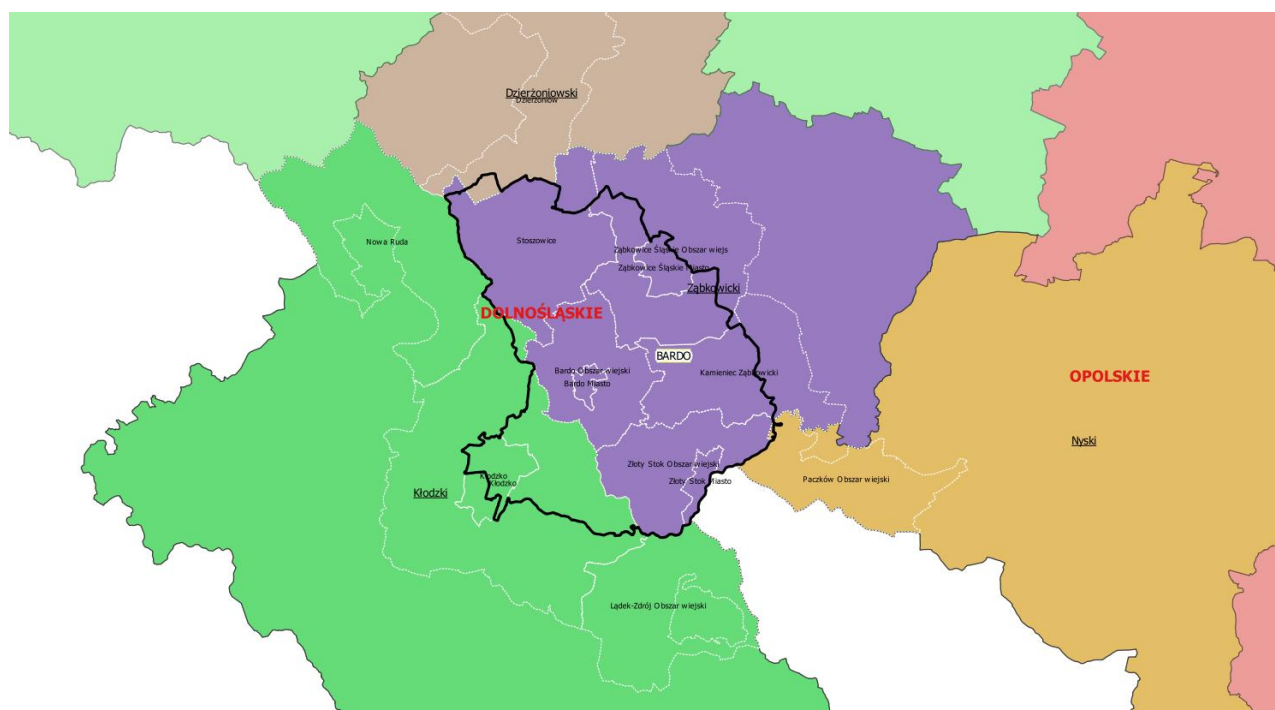 Dzierżoniowski
Dzierżoniów
Nowa Ruda
Stoszowice
Ząbkowice Śląskie Obszar wiejs
Ząbkowice Śląskie Miasto
Ząbkowicki
DOLNOŚLĄSKIE
BARDO
Bardo Obszar wiejski
Bardo Miasto
Kamieniec Ząbkowicki
OPOLSKIE
Nyski
Złoty Stok Obszar wiejski
Złoty Stok Miasto
Paczków Obszar wiejski
Kłodzko
Kłodzko
Kłodzki
Lądek-Zdrój Obszar wiejski